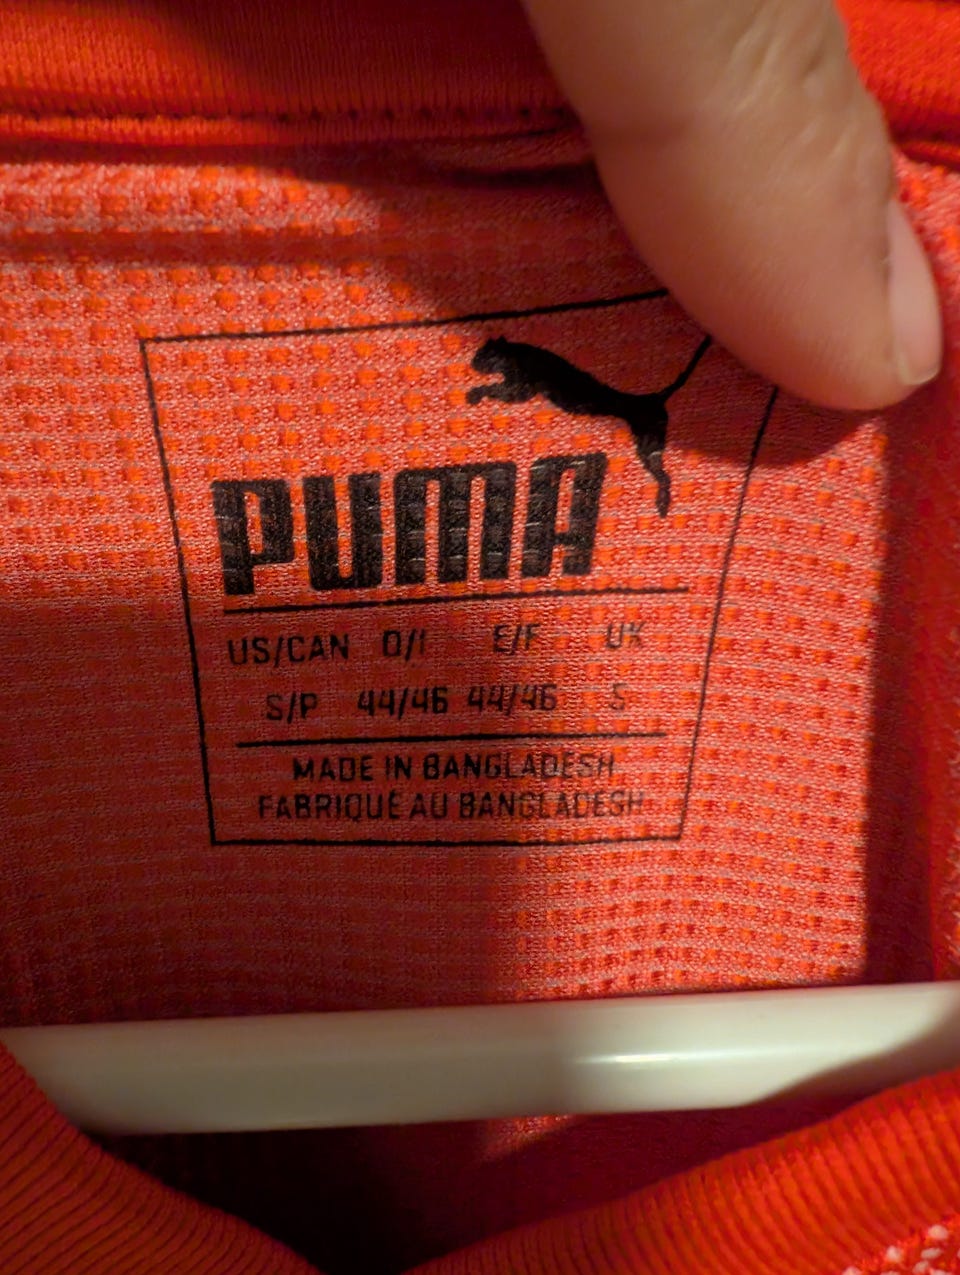 PUMA
US/CAN D/I E/F UK
S/P 44/46 44/46 S
MADE IN BANGLADESH
FABRIQUÉ AU BANGLADESH